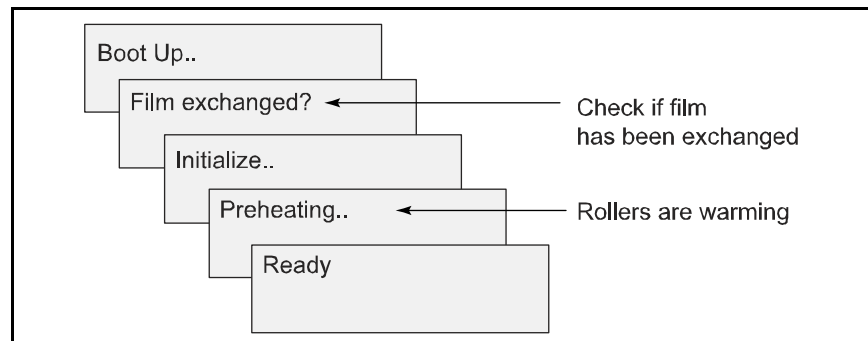 Boot Up..
Film exchanged?
Check if film
has been exchanged
Initialize..
Preheating..
Rollers are warming
Ready